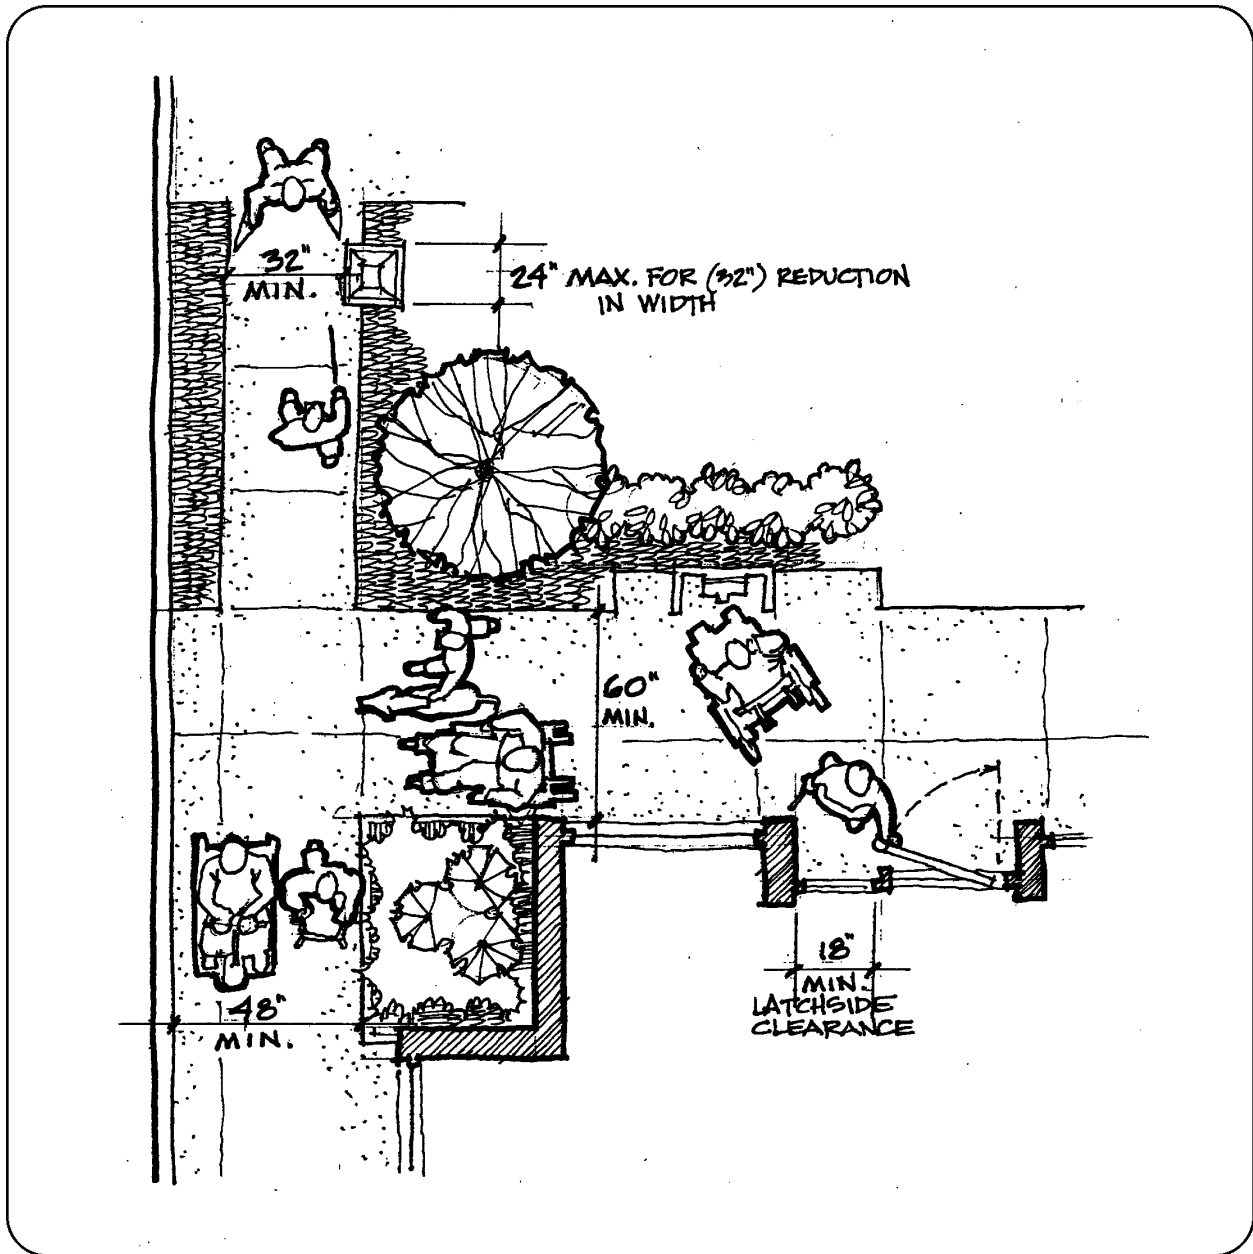 32"
MIN.
24" MAX. FOR (32") REDUCTION
IN WIDTH
60"
MIN.
18"
MIN.
LATCHSIDE
CLEARANCE
48"
MIN.